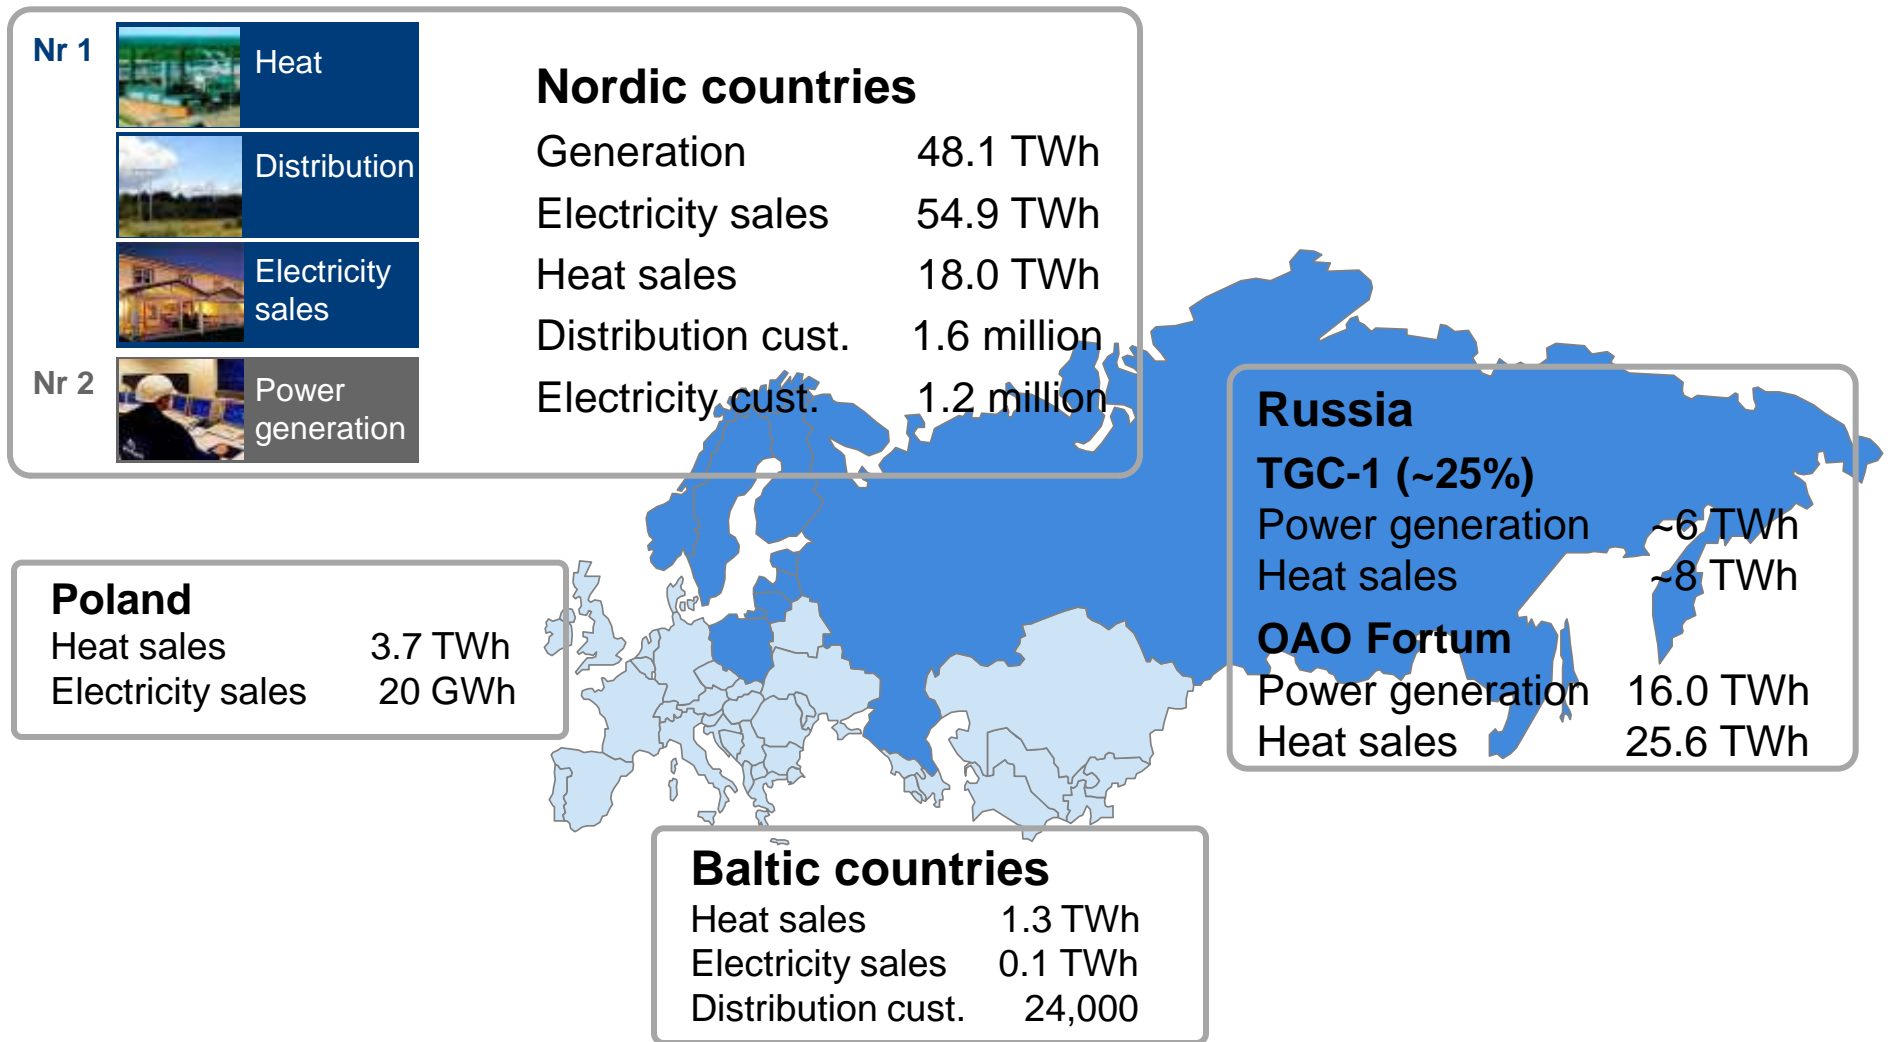 Nr 1
Heat
Distribution
Electricity
sales
Nr 2
Power
generation
Nordic countries
Generation 48.1 TWh
Electricity sales 54.9 TWh
Heat sales 18.0 TWh
Distribution cust. 1.6 million
Electricity cust. 1.2 million
Russia
TGC-1 (~25%)
Power generation ~6 TWh
Heat sales ~8 TWh
OAO Fortum
Power generation 16.0 TWh
Heat sales 25.6 TWh
Poland
Heat sales 3.7 TWh
Electricity sales 20 GWh
Baltic countries
Heat sales 1.3 TWh
Electricity sales 0.1 TWh
Distribution cust. 24,000